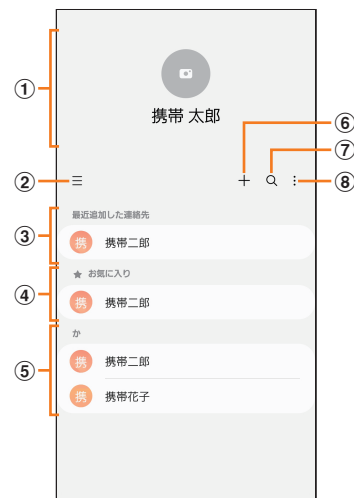 ①
携帯 太郎
⑥
⑦
② ⑧
最近追加した連絡先
③
携 携帯二郎
★ お気に入り
④
携 携帯二郎
か
⑤
携 携帯二郎
携 携帯花子